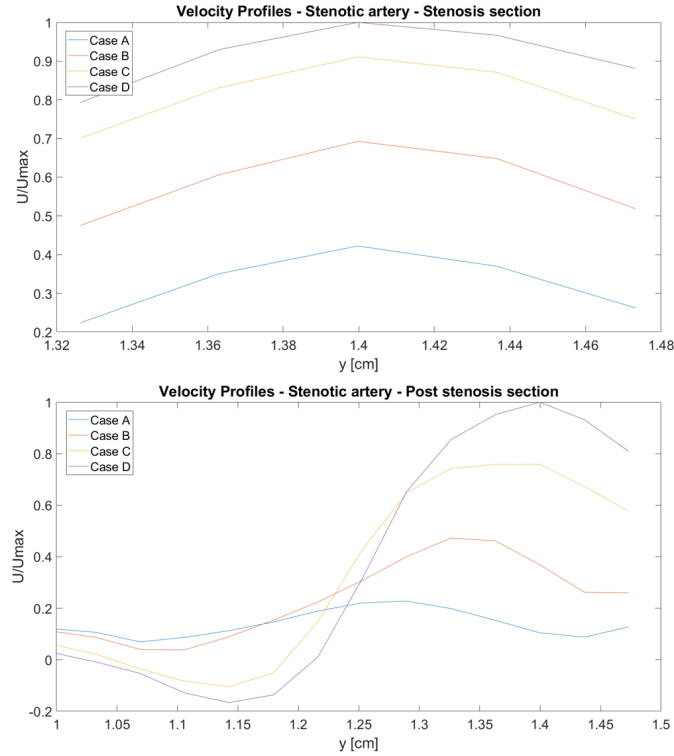 Velocity Profiles - Stenotic artery - Stenosis section
1
0.9
0.8
0.7
0.6
0.5
0.4
0.3
0.2
U/Umax
Case A
Case B
Case C
Case D
1.32 1.34 1.36 1.38 1.4 1.42 1.44 1.46 1.48
y [cm]
Velocity Profiles - Stenotic artery - Post stenosis section
1
0.8
0.6
0.4
0.2
0
-0.2
U/Umax
Case A
Case B
Case C
Case D
1 1.05 1.1 1.15 1.2 1.25 1.3 1.35 1.4 1.45 1.5
y [cm]